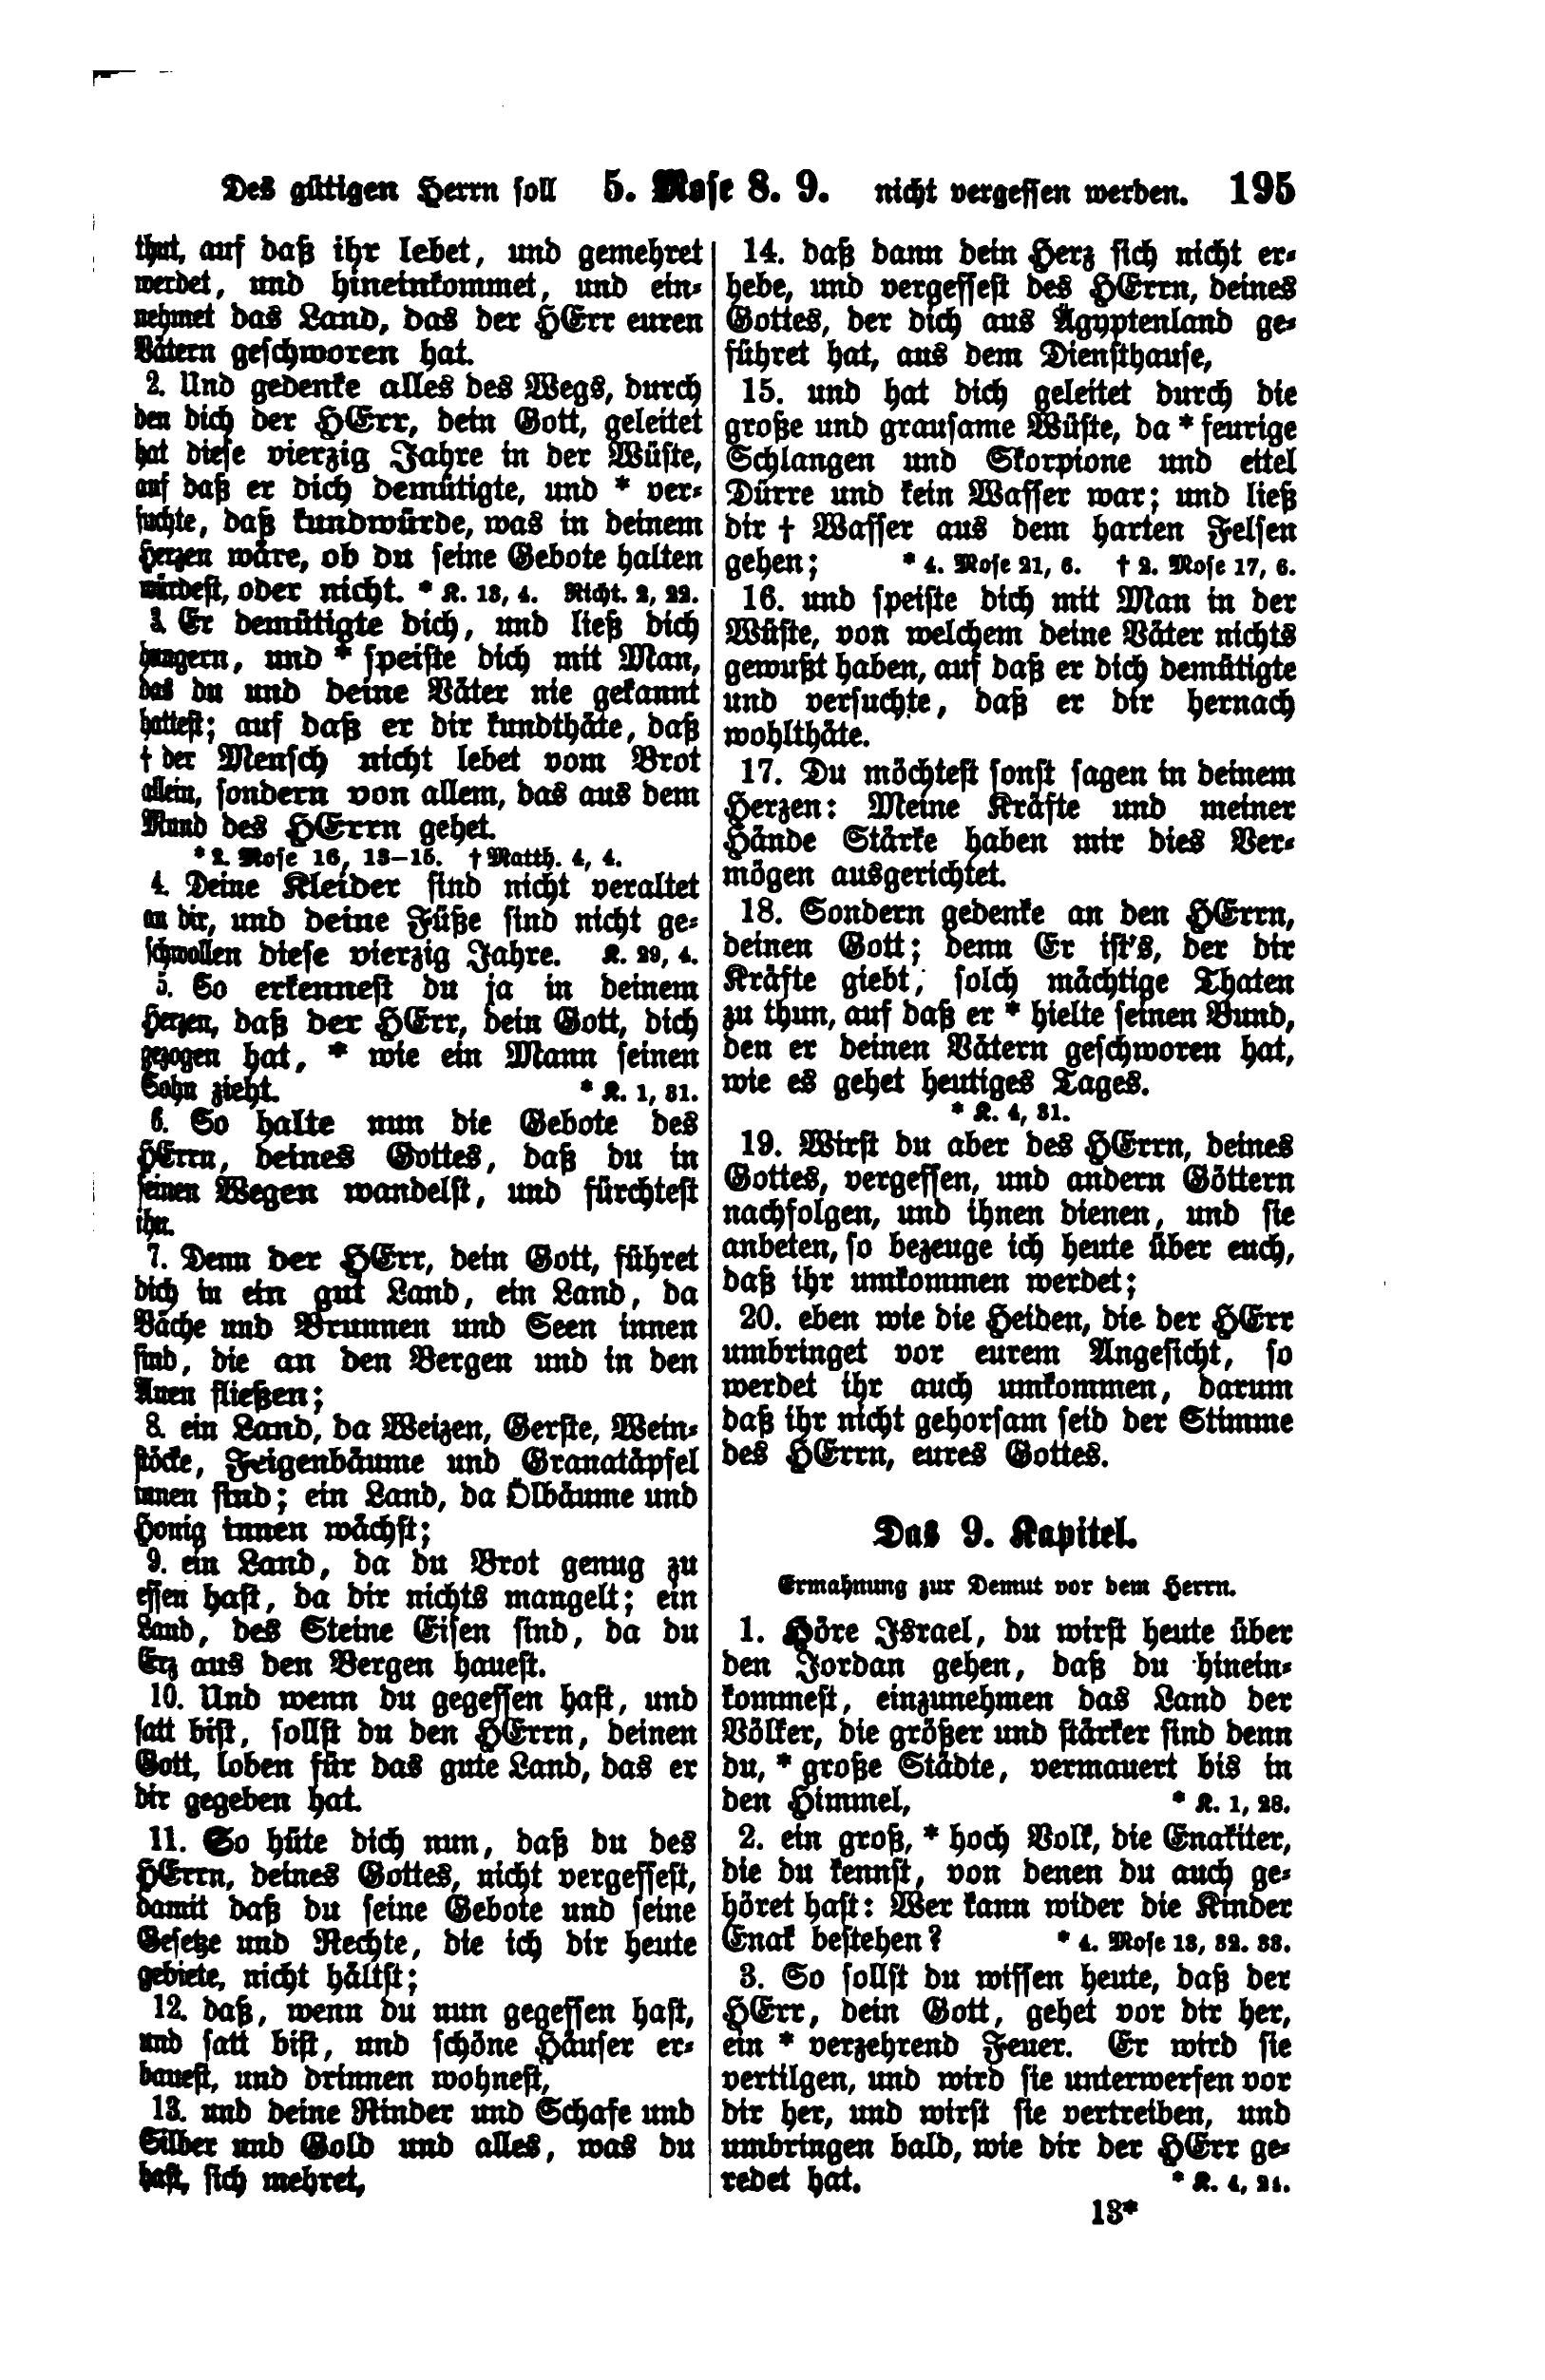 Des gütigen Herrn soll 5. Mose 8. 9. nicht vergessen werden. 195
thut, auf daß ihr lebet, und gemehret
werdet, und hineinkommet, und ein-
nehmet das Land, das der HErr euren
Vätern geschworen hat.
2. Und gedenke alles des Wegs, durch
den dich der HErr, dein Gott, geleitet
hat diese vierzig Jahre in der Wüste,
auf daß er dich demütigte, und * ver-
suchte, daß kundwürde, was in deinem
Herzen wäre, ob du seine Gebote halten
würdest, oder nicht. * K. 13, 4. Richt. 2, 22.
3. Er demütigte dich, und ließ dich
hungern, und * speiste dich mit Man,
das du und deine Väter nie gekannt
hattest; auf daß er dir kundthäte, daß
† der Mensch nicht lebet vom Brot
allein, sondern von allem, das aus dem
Mund des HErrn gehet.
* 2. Mose 16, 13–15. † Matth. 4, 4.
4. Deine Kleider sind nicht veraltet
an dir, und deine Füße sind nicht ge-
schwollen diese vierzig Jahre. K. 29, 4.
5. So erkennest du ja in deinem
Herzen, daß der HErr, dein Gott, dich
gezogen hat, * wie ein Mann seinen
Sohn zieht. * K. 1, 31.
6. So halte nun die Gebote des
HErrn, deines Gottes, daß du in
seinen Wegen wandelst, und fürchtest
ihn.
7. Denn der HErr, dein Gott, führet
dich in ein gut Land, ein Land, da
Bäche und Brunnen und Seen innen
sind, die an den Bergen und in den
Auen fließen;
8. ein Land, da Weizen, Gerste, Wein-
stöcke, Feigenbäume und Granatäpfel
innen sind; ein Land, da Ölbäume und
Honig innen wächst;
9. ein Land, da du Brot genug zu
essen hast, da dir nichts mangelt; ein
Land, des Steine Eisen sind, da du
Erz aus den Bergen hauest.
10. Und wenn du gegessen hast, und
satt bist, sollst du den HErrn, deinen
Gott, loben für das gute Land, das er
dir gegeben hat.
11. So hüte dich nun, daß du des
HErrn, deines Gottes, nicht vergessest,
damit daß du seine Gebote und seine
Gesetze und Rechte, die ich dir heute
gebiete, nicht hältst;
12. daß, wenn du nun gegessen hast,
und satt bist, und schöne Häuser er-
bauest, und drinnen wohnest,
13. und deine Rinder und Schafe und
Silber und Gold und alles, was du
hast, sich mehret,
14. daß dann dein Herz sich nicht er-
hebe, und vergessest des HErrn, deines
Gottes, der dich aus Ägyptenland ge-
führet hat, aus dem Diensthause,
15. und hat dich geleitet durch die
große und grausame Wüste, da * feurige
Schlangen und Skorpione und eitel
Dürre und kein Wasser war; und ließ
dir † Wasser aus dem harten Felsen
gehen; * 4. Mose 21, 6. † 2. Mose 17, 6.
16. und speiste dich mit Man in der
Wüste, von welchem deine Väter nichts
gewußt haben, auf daß er dich demütigte
und versuchte, daß er dir hernach
wohlthäte.
17. Du möchtest sonst sagen in deinem
Herzen: Meine Kräfte und meiner
Hände Stärke haben mir dies Ver-
mögen ausgerichtet.
18. Sondern gedenke an den HErrn,
deinen Gott; denn Er ist's, der dir
Kräfte giebt, solch mächtige Thaten
zu thun, auf daß er * hielte seinen Bund,
den er deinen Vätern geschworen hat,
wie es gehet heutiges Tages.
* K. 4, 31.
19. Wirst du aber des HErrn, deines
Gottes, vergessen, und andern Göttern
nachfolgen, und ihnen dienen, und sie
anbeten, so bezeuge ich heute über euch,
daß ihr umkommen werdet;
20. eben wie die Heiden, die der HErr
umbringet vor eurem Angesicht, so
werdet ihr auch umkommen, darum
daß ihr nicht gehorsam seid der Stimme
des HErrn, eures Gottes.
Das 9. Kapitel.
Ermahnung zur Demut vor dem Herrn.
1. Höre Israel, du wirst heute über
den Jordan gehen, daß du hinein-
kommest, einzunehmen das Land der
Völker, die größer und stärker sind denn
du, * große Städte, vermauert bis in
den Himmel, * K. 1, 28.
2. ein groß, * hoch Volk, die Enakiter,
die du kennst, von denen du auch ge-
höret hast: Wer kann wider die Kinder
Enak bestehen? * 4. Mose 13, 32. 33.
3. So sollst du wissen heute, daß der
HErr, dein Gott, gehet vor dir her,
ein * verzehrend Feuer. Er wird sie
vertilgen, und wird sie unterwerfen vor
dir her, und wirst sie vertreiben, und
umbringen bald, wie dir der HErr ge-
redet hat. * K. 4, 24.
13*